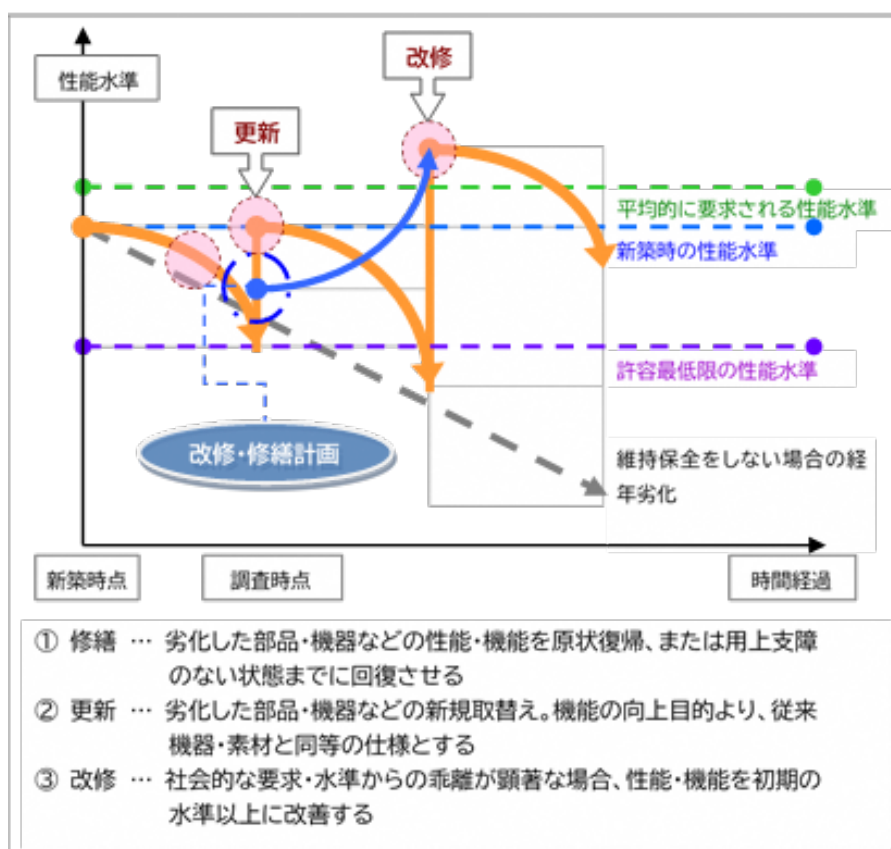 性能水準
改修
更新
平均的に要求される性能水準
新築時の性能水準
許容最低限の性能水準
改修・修繕計画
維持保全をしない場合の経
年劣化
新築時点
調査時点
時間経過
① 修繕 … 劣化した部品・機器などの性能・機能を原状復帰、または用上支障
のない状態までに回復させる
② 更新 … 劣化した部品・機器などの新規取替え。機能の向上目的より、従来
機器・素材と同等の仕様とする
③ 改修 … 社会的な要求・水準からの乖離が顕著な場合、性能・機能を初期の
水準以上に改善する